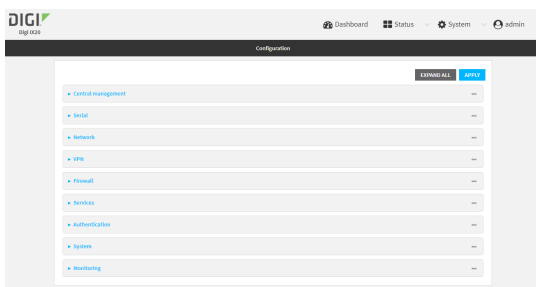 DIGI
Digi IX20
Dashboard
Status
System
admin
Configuration
EXPAND ALL
APPLY
Central management
Serial
Network
VPN
Firewall
Services
Authentication
System
Monitoring